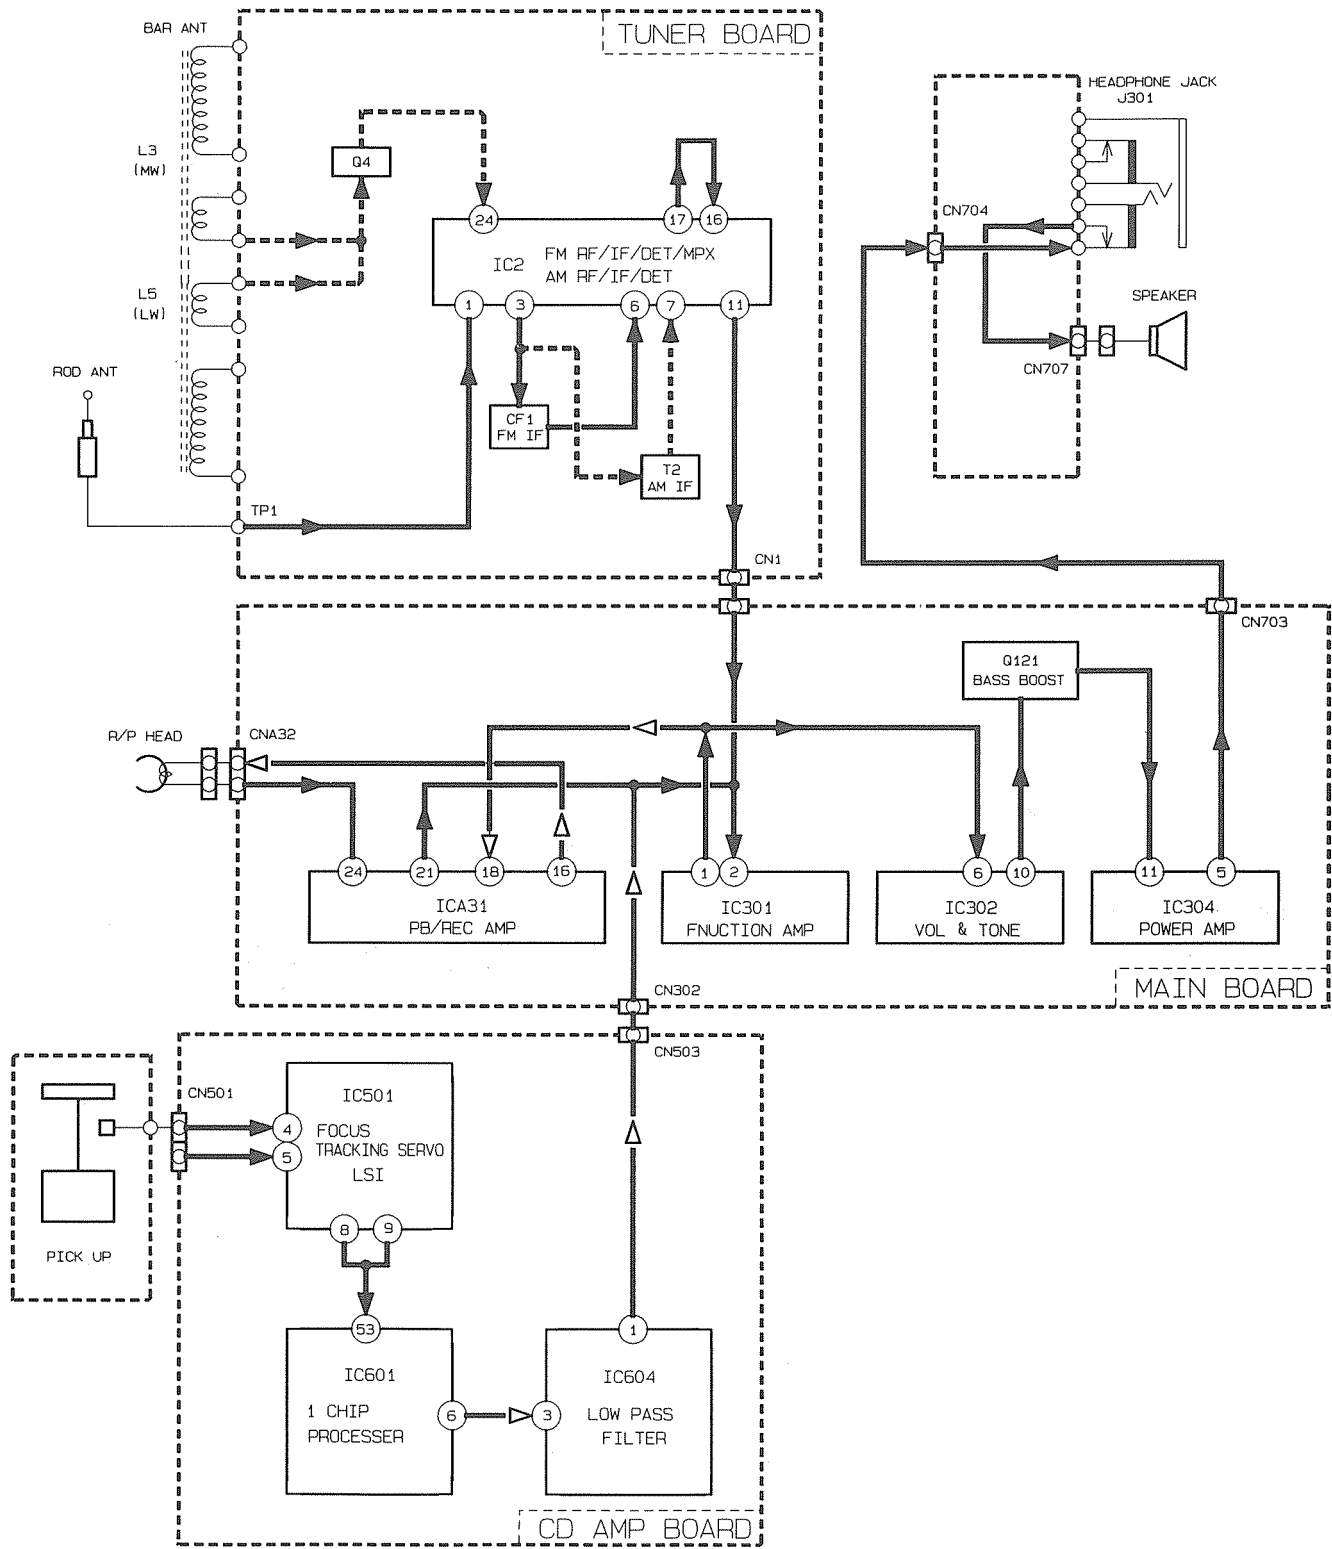 BAR ANT
TUNER BOARD
HEADPHONE JACK
J301
L3
(MW)
Q4
24
17
16
CN704
IC2
FM RF/IF/DET/MPX
AM RF/IF/DET
L5
(LW)
1
3
6
7
11
SPEAKER
CN707
ROD ANT
CF1
FM IF
T2
AM IF
TP1
CN1
CN703
Q121
BASS BOOST
R/P HEAD
CNA32
24
21
18
16
1
2
6
10
11
5
ICA31
PB/REC AMP
IC301
FNUCTION AMP
IC302
VOL & TONE
IC304
POWER AMP
MAIN BOARD
CN302
CN503
CN501
IC501
4
FOCUS
TRACKING SERVO
5
LSI
8
9
PICK UP
53
1
IC601
IC604
1 CHIP
PROCESSER
6
3
LOW PASS
FILTER
CD AMP BOARD